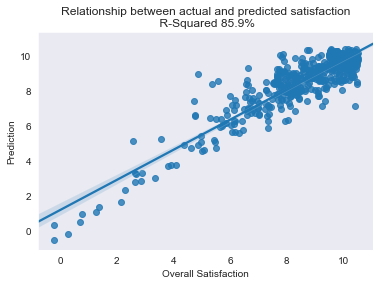 Relationship between actual and predicted satisfaction
R-Squared 85.9%
10
8
6
4
2
0
Prediction
0 2 4 6 8 10
Overall Satisfaction